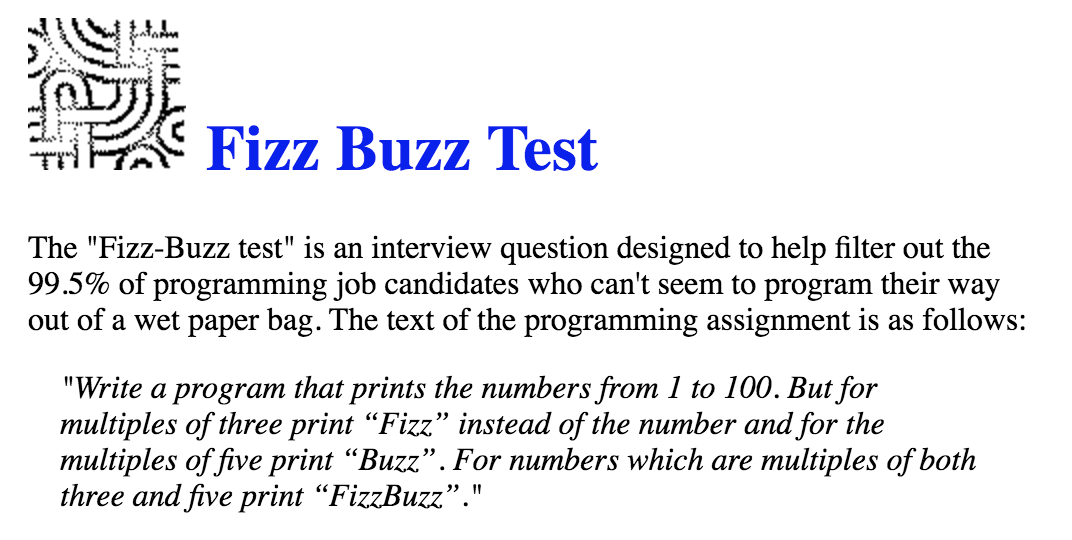 Fizz Buzz Test
The "Fizz-Buzz test" is an interview question designed to help filter out the
99.5% of programming job candidates who can't seem to program their way
out of a wet paper bag. The text of the programming assignment is as follows:
"Write a program that prints the numbers from 1 to 100. But for
multiples of three print “Fizz” instead of the number and for the
multiples of five print “Buzz”. For numbers which are multiples of both
three and five print “FizzBuzz”."